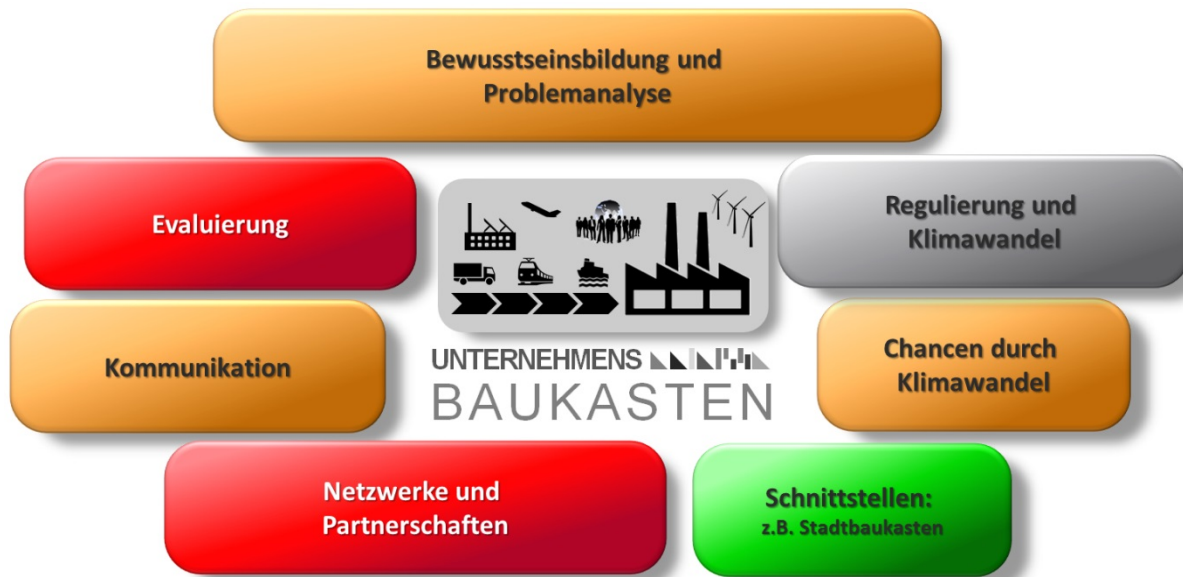 Bewusstseinsbildung und
Problemanalyse
Evaluierung
Regulierung und
Klimawandel
Kommunikation
Chancen durch
Klimawandel
UNTERNEHMENS
BAUKASTEN
Netzwerke und
Partnerschaften
Schnittstellen:
z.B. Stadtbaukasten